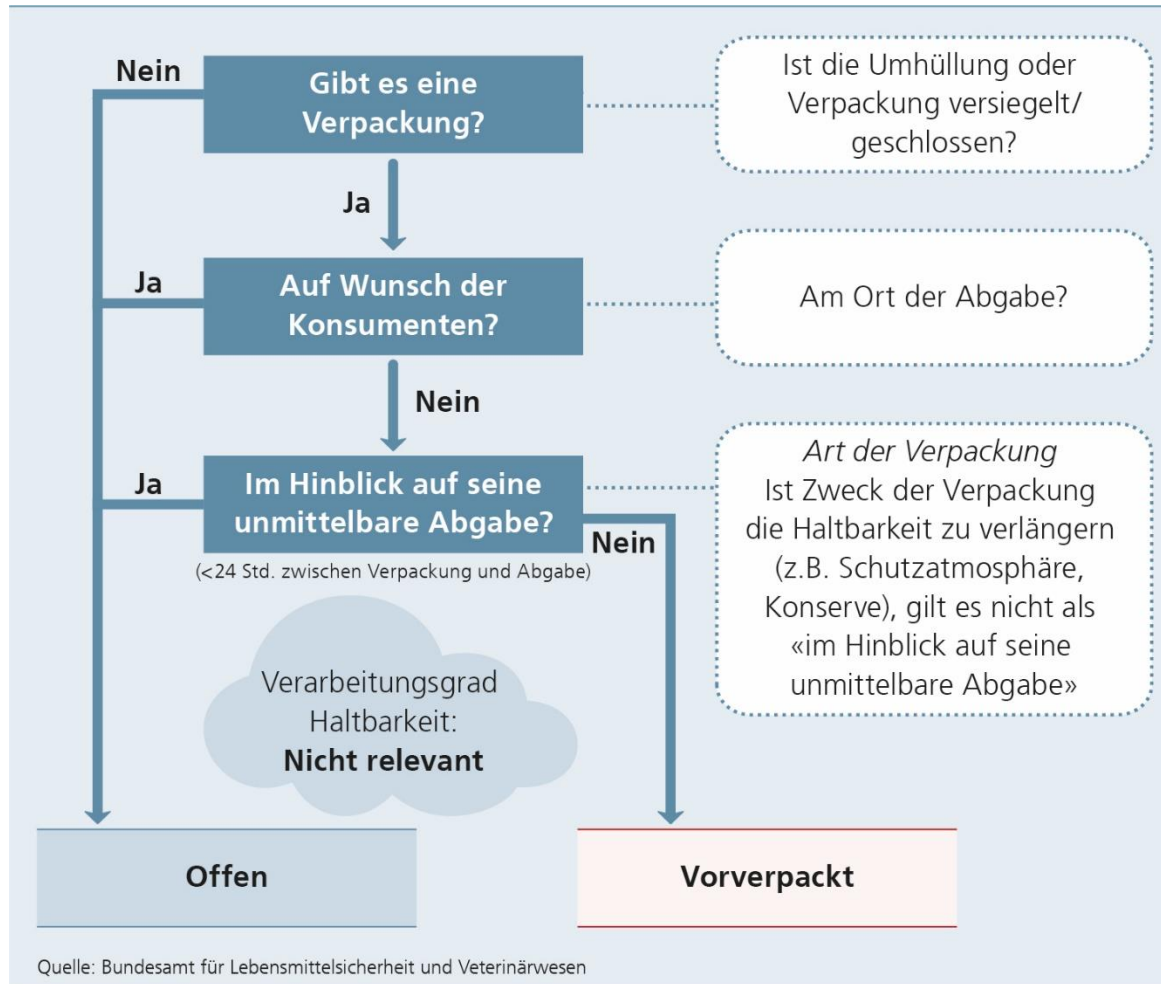 Nein
Gibt es eine
Verpackung?
Ist die Umhüllung oder
Verpackung versiegelt/
geschlossen?
Ja
Ja
Auf Wunsch der
Konsumenten?
Am Ort der Abgabe?
Nein
Ja
Im Hinblick auf seine
unmittelbare Abgabe?
Nein
(<24 Std. zwischen Verpackung und Abgabe)
Art der Verpackung
Ist Zweck der Verpackung
die Haltbarkeit zu verlängern
(z.B. Schutzatmosphäre,
Konserve), gilt es nicht als
«im Hinblick auf seine
unmittelbare Abgabe»
Verarbeitungsgrad
Haltbarkeit:
Nicht relevant
Offen
Vorverpackt
Quelle: Bundesamt für Lebensmittelsicherheit und Veterinärwesen